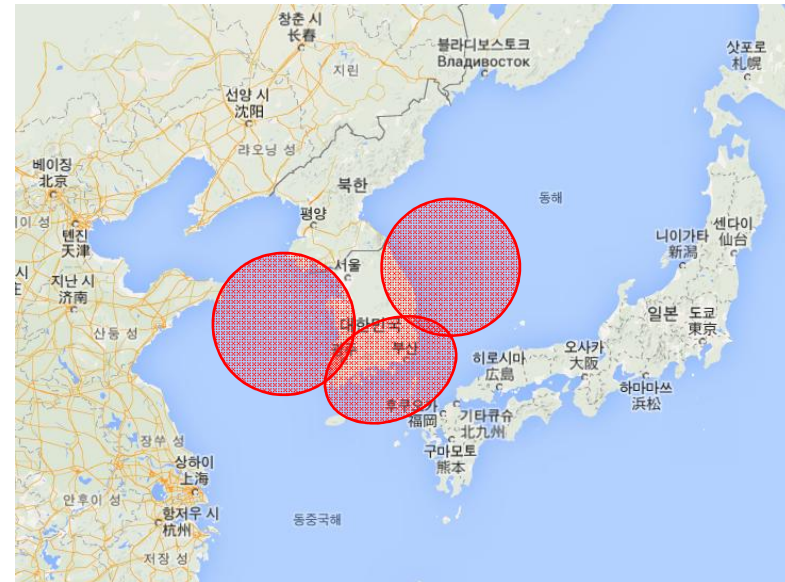 창춘 시
长春
블라디보스토크
Владивосток
삿포로
札幌
지린
선양 시
沈阳
랴오닝 성
베이징
北京
북한
평양
동해
이 성
톈진
天津
센다이
仙台
니이가타
新潟
시
지난 시
济南
서울
산둥 성
대한민국
일본
도쿄
東京
광주
부산
히로시마
広島
오사카
大阪
하마마쓰
浜松
후쿠오카
福岡
기타큐슈
北九州
구마모토
熊本
장쑤 성
상하이
上海
안후이 성
항저우 시
杭州
동중국해
저장 성